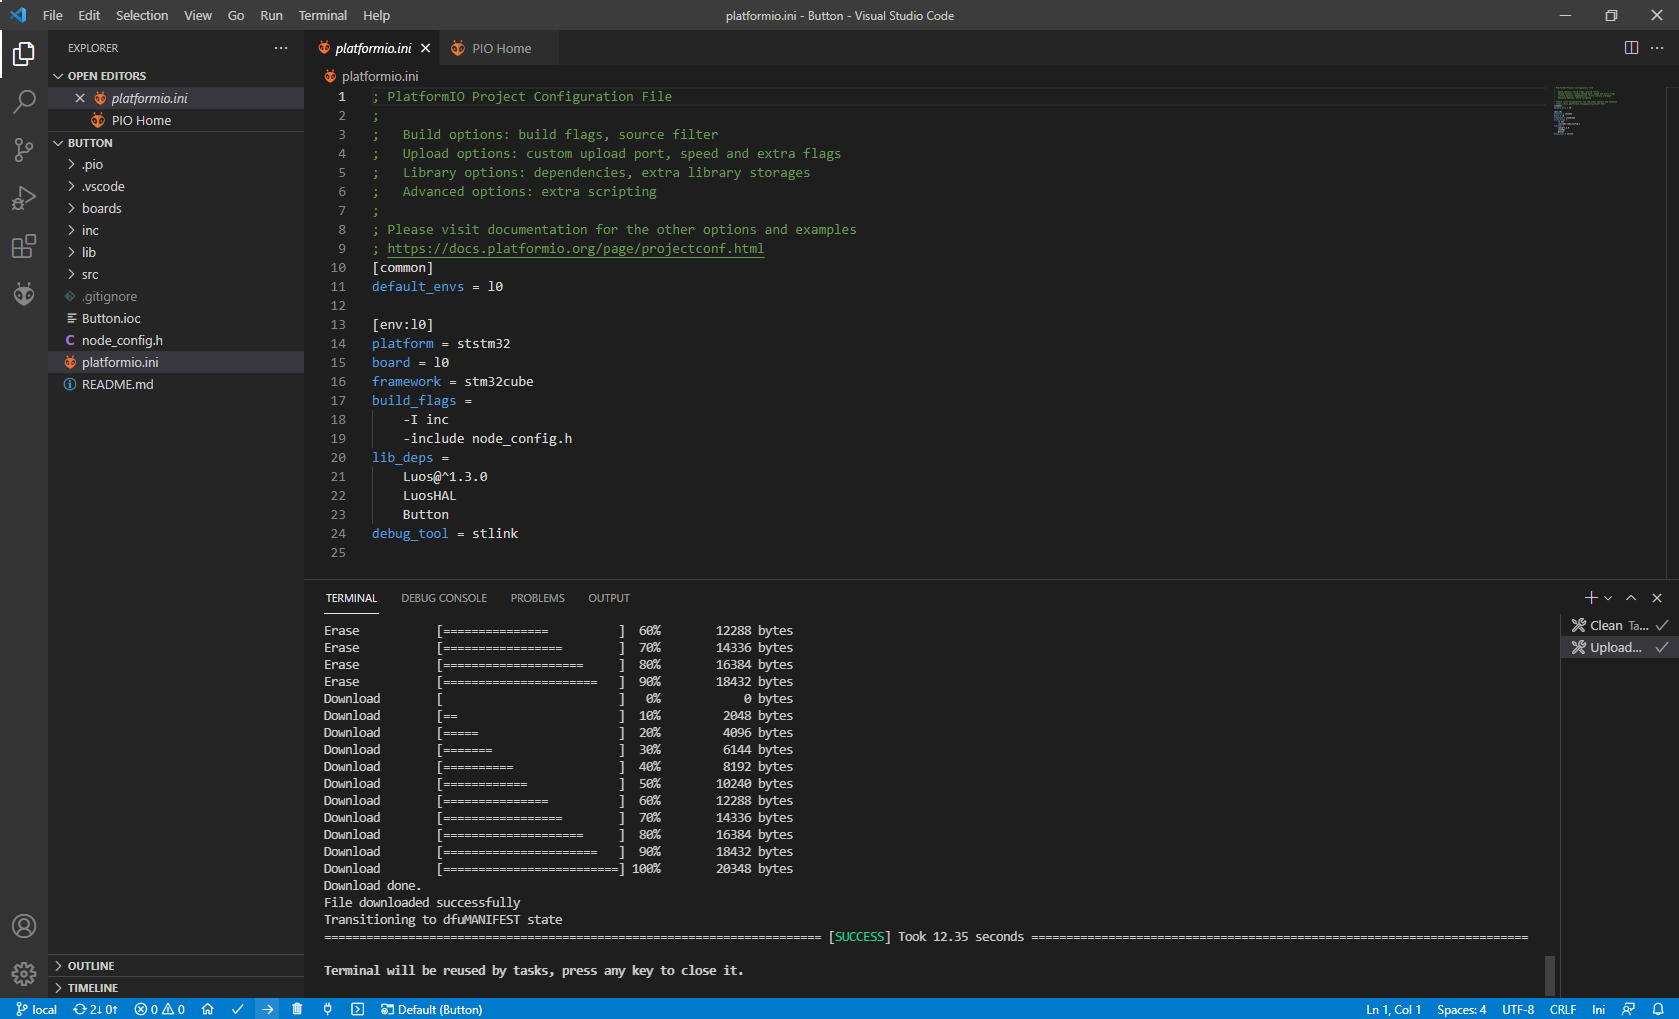 File Edit Selection View Go Run Terminal Help
platformio.ini - Button - Visual Studio Code
EXPLORER
OPEN EDITORS
platformio.ini
PIO Home
BUTTON
.pio
.vscode
boards
inc
lib
src
.gitignore
Button.ioc
C node_config.h
platformio.ini
README.md
OUTLINE
TIMELINE
platformio.ini PIO Home
platformio.ini
1 ; PlatformIO Project Configuration File
2 ;
3 ;   Build options: build flags, source filter
4 ;   Upload options: custom upload port, speed and extra flags
5 ;   Library options: dependencies, extra library storages
6 ;   Advanced options: extra scripting
7 ;
8 ; Please visit documentation for the other options and examples
9 ; https://docs.platformio.org/page/projectconf.html
10 [common]
11 default_envs = l0
12
13 [env:l0]
14 platform = ststm32
15 board = l0
16 framework = stm32cube
17 build_flags =
18     -I inc
19     -include node_config.h
20 lib_deps =
21     Luos@^1.3.0
22     LuosHAL
23     Button
24 debug_tool = stlink
25
TERMINAL DEBUG CONSOLE PROBLEMS OUTPUT
Erase [=============== ] 60% 12288 bytes
Erase [================= ] 70% 14336 bytes
Erase [==================== ] 80% 16384 bytes
Erase [====================== ] 90% 18432 bytes
Download [ ] 0% 0 bytes
Download [== ] 10% 2048 bytes
Download [===== ] 20% 4096 bytes
Download [======= ] 30% 6144 bytes
Download [========== ] 40% 8192 bytes
Download [============ ] 50% 10240 bytes
Download [=============== ] 60% 12288 bytes
Download [================= ] 70% 14336 bytes
Download [==================== ] 80% 16384 bytes
Download [====================== ] 90% 18432 bytes
Download [=========================] 100% 20348 bytes
Download done.
File downloaded successfully
Transitioning to dfuMANIFEST state
======================================================================= [SUCCESS] Took 12.35 seconds =======================================================================
Terminal will be reused by tasks, press any key to close it.
Clean Ta...
Upload...
local 2↓ 0↑ 0 0 Default (Button) Ln 1, Col 1 Spaces: 4 UTF-8 CRLF Ini